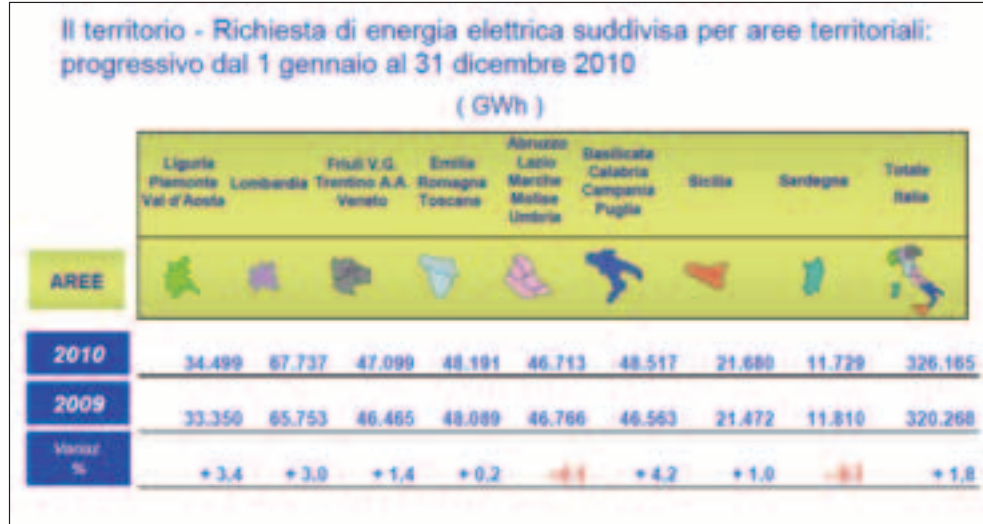 Il territorio - Richiesta di energia elettrica suddivisa per aree territoriali:
progressivo dal 1 gennaio al 31 dicembre 2010
( GWh )
Liguria Piemonte Val d'Aosta
Lombardia
Friuli V.G. Trentino A.A. Veneto
Emilia Romagna Toscana
Abruzzo Lazio Marche Molise Umbria
Basilicata Calabria Campania Puglia
Sicilia
Sardegna
Totale Italia
AREE
2010 34.499 67.737 47.099 48.191 46.713 48.517 21.680 11.729 326.165
2009 33.350 65.753 46.465 48.089 46.766 46.563 21.472 11.810 320.268
Variaz. % + 3,4 + 3,0 + 1,4 + 0,2 + 4,2 + 1,0 + 1,8